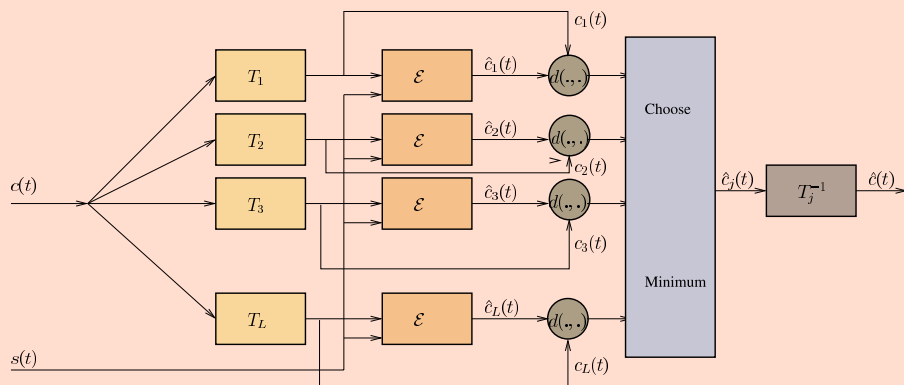 c₁(t)
T₁
ℰ
ĉ₁(t)
d(., .)
Choose
T₂
ℰ
ĉ₂(t)
d(., .)
c₂(t)
c(t)
T₃
ℰ
ĉ₃(t)
d(., .)
ĉⱼ(t)
Tⱼ⁻¹
ĉ(t)
c₃(t)
Minimum
T_L
ℰ
ĉ_L(t)
d(., .)
s(t)
c_L(t)